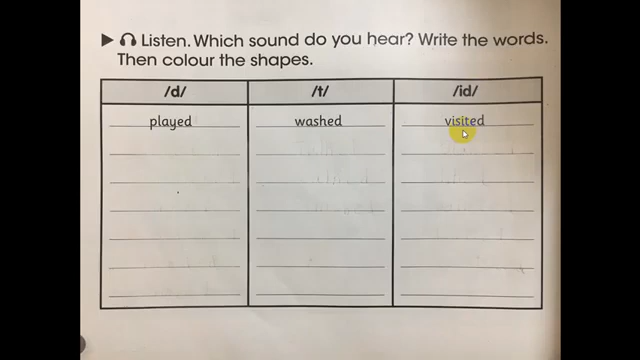 Listen. Which sound do you hear? Write the words.
Then colour the shapes.
/d/ /t/ /id/
played washed visited